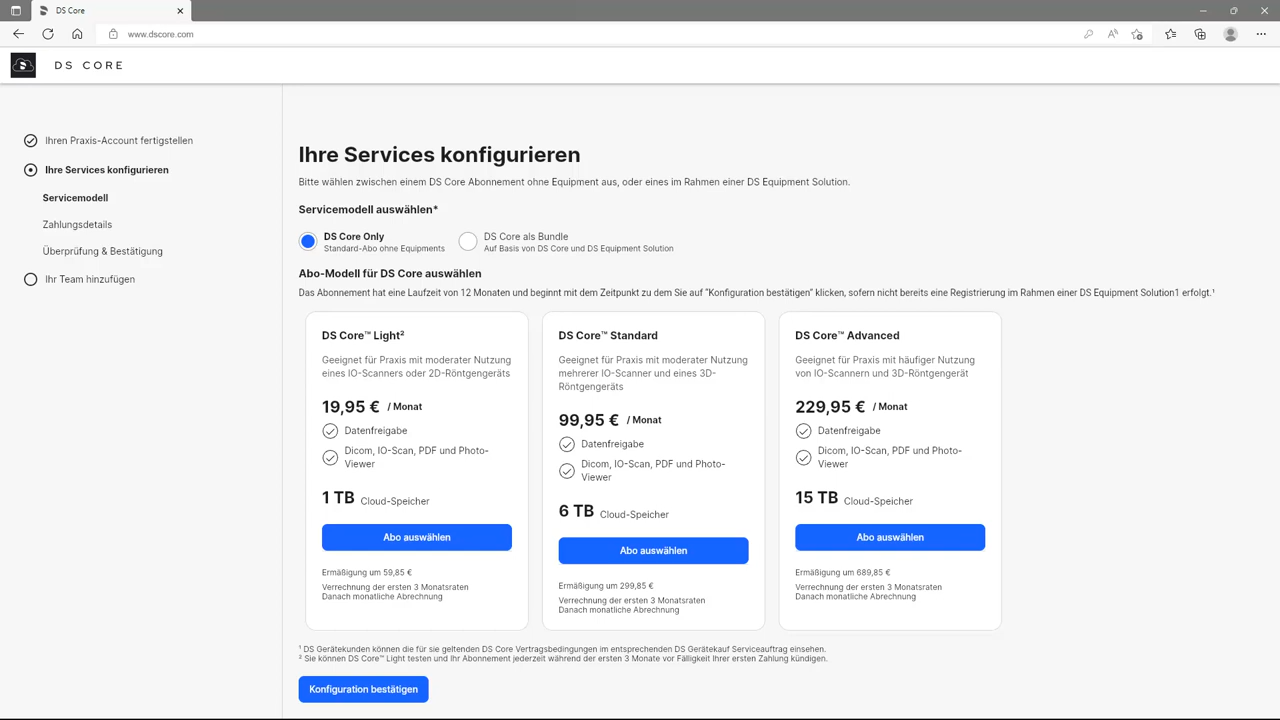 DS Core
www.dscore.com
DS CORE
Ihren Praxis-Account fertigstellen
Ihre Services konfigurieren
Servicemodell
Zahlungsdetails
Überprüfung & Bestätigung
Ihr Team hinzufügen
Ihre Services konfigurieren
Bitte wählen zwischen einem DS Core Abonnement ohne Equipment aus, oder eines im Rahmen einer DS Equipment Solution.
Servicemodell auswählen*
DS Core Only
Standard-Abo ohne Equipments
DS Core als Bundle
Auf Basis von DS Core und DS Equipment Solution
Abo-Modell für DS Core auswählen
Das Abonnement hat eine Laufzeit von 12 Monaten und beginnt mit dem Zeitpunkt zu dem Sie auf "Konfiguration bestätigen" klicken, sofern nicht bereits eine Registrierung im Rahmen einer DS Equipment Solution1 erfolgt.¹
DS Core™ Light²
Geeignet für Praxis mit moderater Nutzung
eines IO-Scanners oder 2D-Röntgengeräts
19,95 € / Monat
Datenfreigabe
Dicom, IO-Scan, PDF und Photo-
Viewer
1 TB Cloud-Speicher
Abo auswählen
Ermäßigung um 59,85 €
Verrechnung der ersten 3 Monatsraten
Danach monatliche Abrechnung
DS Core™ Standard
Geeignet für Praxis mit moderater Nutzung
mehrerer IO-Scanner und eines 3D-
Röntgengeräts
99,95 € / Monat
Datenfreigabe
Dicom, IO-Scan, PDF und Photo-
Viewer
6 TB Cloud-Speicher
Abo auswählen
Ermäßigung um 299,85 €
Verrechnung der ersten 3 Monatsraten
Danach monatliche Abrechnung
DS Core™ Advanced
Geeignet für Praxis mit häufiger Nutzung
von IO-Scannern und 3D-Röntgengerät
229,95 € / Monat
Datenfreigabe
Dicom, IO-Scan, PDF und Photo-
Viewer
15 TB Cloud-Speicher
Abo auswählen
Ermäßigung um 689,85 €
Verrechnung der ersten 3 Monatsraten
Danach monatliche Abrechnung
¹ DS Gerätekunden können die für sie geltenden DS Core Vertragsbedingungen im entsprechenden DS Gerätekauf Serviceauftrag einsehen.
² Sie können DS Core™ Light testen und Ihr Abonnement jederzeit während der ersten 3 Monate vor Fälligkeit Ihrer ersten Zahlung kündigen.
Konfiguration bestätigen